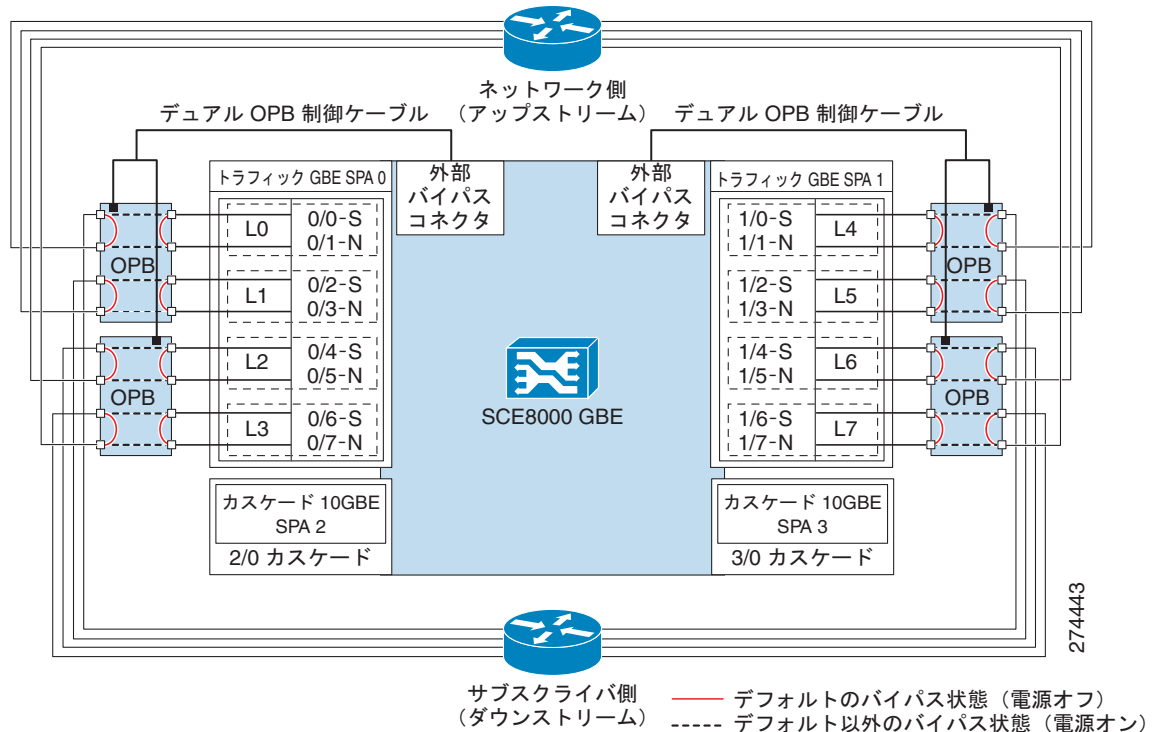 ネットワーク側
（アップストリーム）
デュアル OPB 制御ケーブル
デュアル OPB 制御ケーブル
トラフィック GBE SPA 0
外部
バイパス
コネクタ
外部
バイパス
コネクタ
トラフィック GBE SPA 1
OPB
L0
0/0-S
0/1-N
L1
0/2-S
0/3-N
OPB
L2
0/4-S
0/5-N
L3
0/6-S
0/7-N
SCE8000 GBE
1/0-S
1/1-N
L4
OPB
1/2-S
1/3-N
L5
1/4-S
1/5-N
L6
OPB
1/6-S
1/7-N
L7
カスケード 10GBE
SPA 2
2/0 カスケード
カスケード 10GBE
SPA 3
3/0 カスケード
274443
サブスクライバ側
（ダウンストリーム）
デフォルトのバイパス状態（電源オフ）
デフォルト以外のバイパス状態（電源オン）